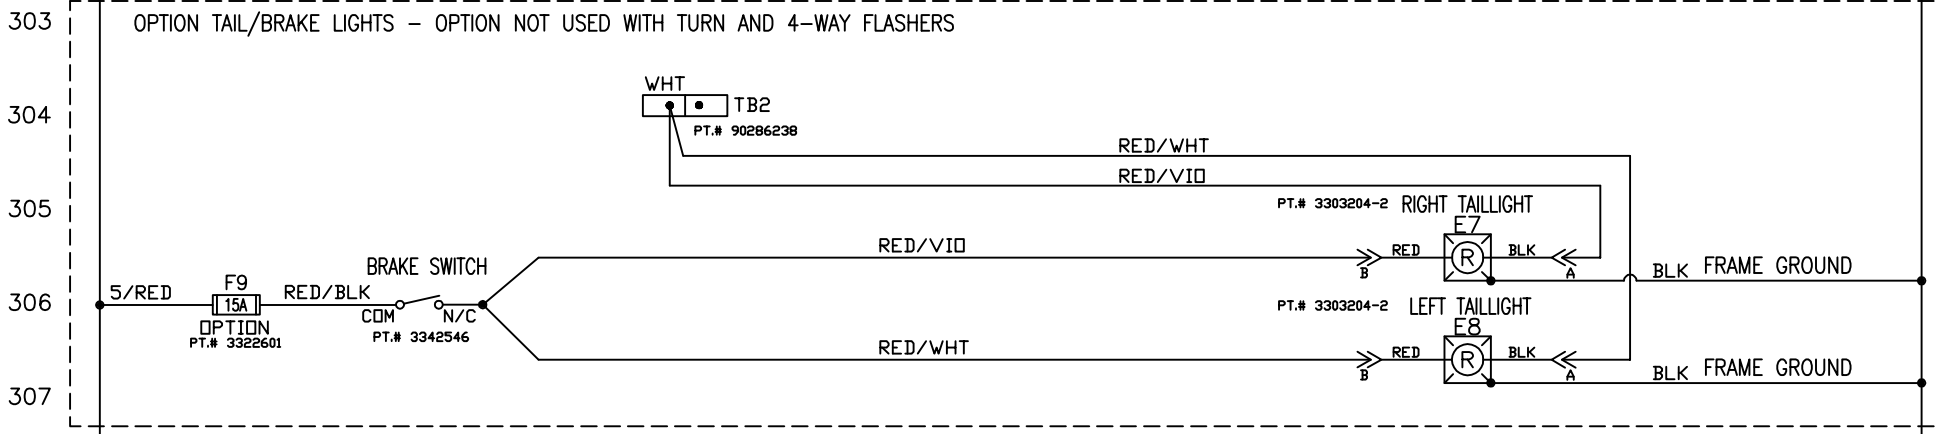 303
OPTION TAIL/BRAKE LIGHTS – OPTION NOT USED WITH TURN AND 4–WAY FLASHERS
WHT
304
TB2
PT.# 90286238
RED/WHT
RED/VIO
305
PT.# 3303204-2 RIGHT TAILLIGHT
E7
RED/VIO
RED
R
BLK
B
A
BLK FRAME GROUND
BRAKE SWITCH
306
5/RED
F9
15A
RED/BLK
COM
N/C
OPTION
PT.# 3322601
PT.# 3342546
PT.# 3303204-2 LEFT TAILLIGHT
E8
RED/WHT
RED
R
BLK
B
A
BLK FRAME GROUND
307